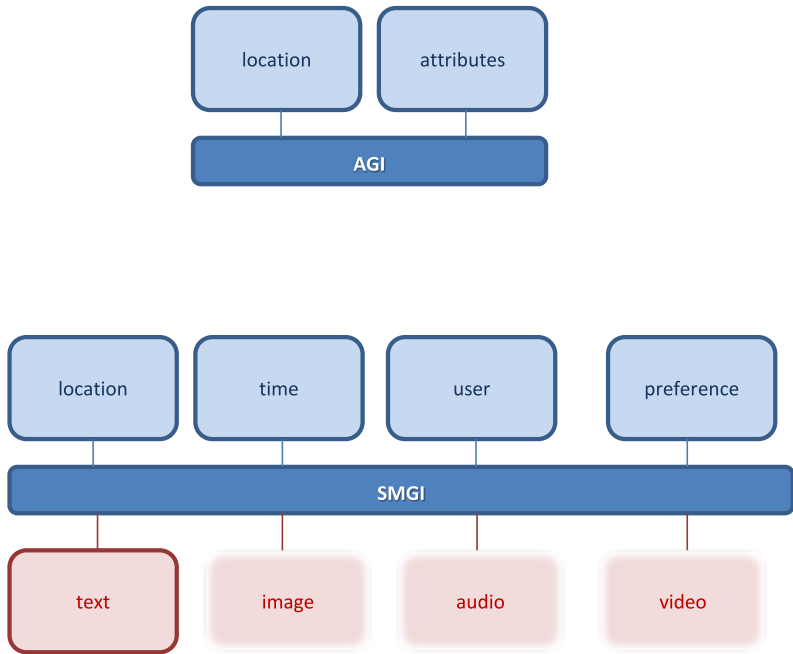 location
attributes
AGI
location
time
user
preference
SMGI
text
image
audio
video